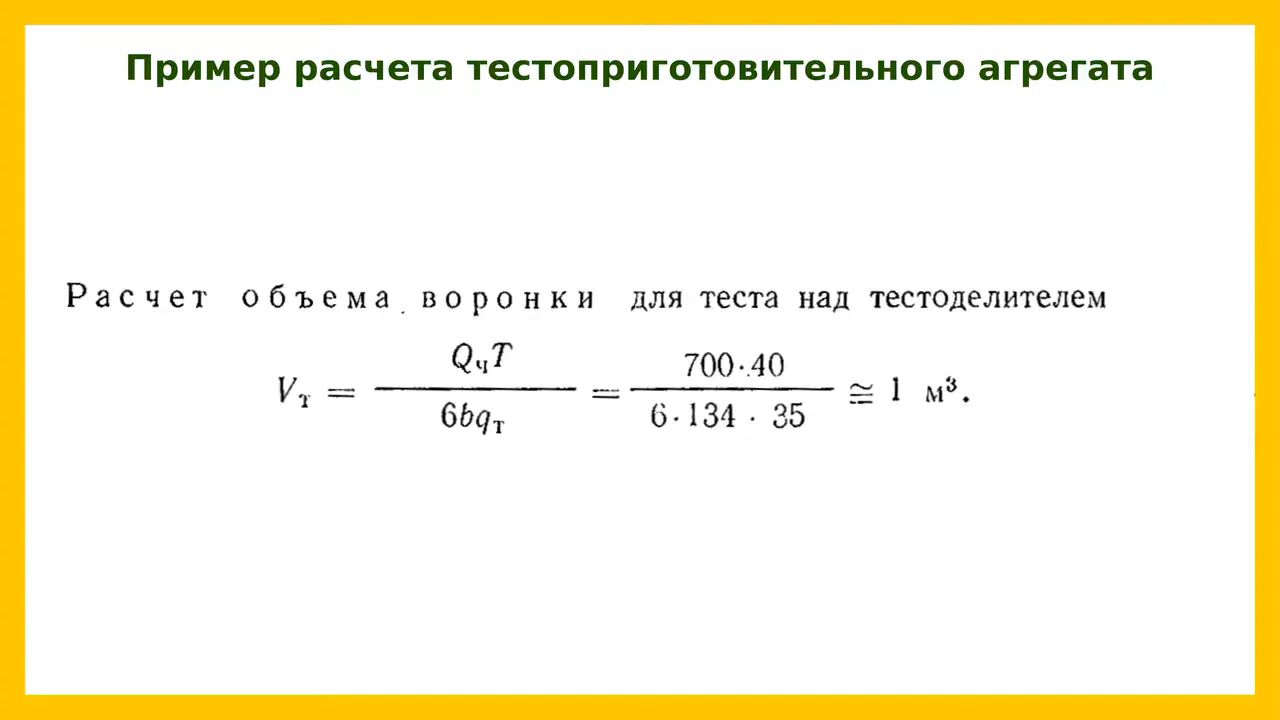 Пример расчета тестоприготовительного агрегата
Расчет объема воронки для теста над тестоделителем
Vт = QчT / 6bqт = 700·40 / 6·134·35 ≅ 1 м³.